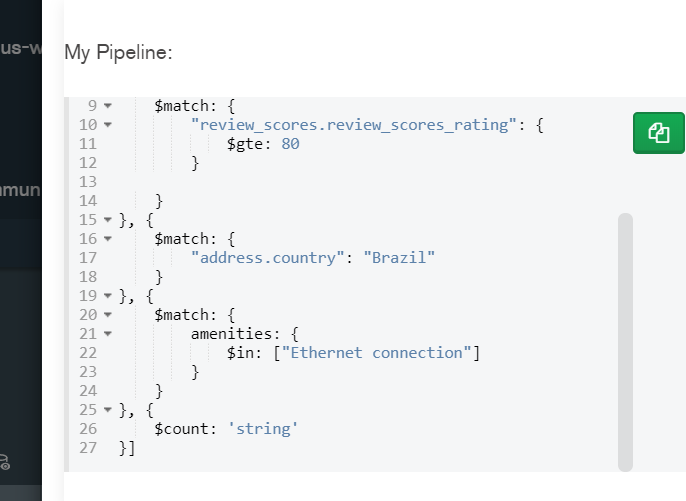 us-w
My Pipeline:
9 $match: {
10 "review_scores.review_scores_rating": {
11 $gte: 80
12 }
13
14 }
15 }, {
16 $match: {
17 "address.country": "Brazil"
18 }
19 }, {
20 $match: {
21 amenities: {
22 $in: ["Ethernet connection"]
23 }
24 }
25 }, {
26 $count: 'string'
27 }]
mmun